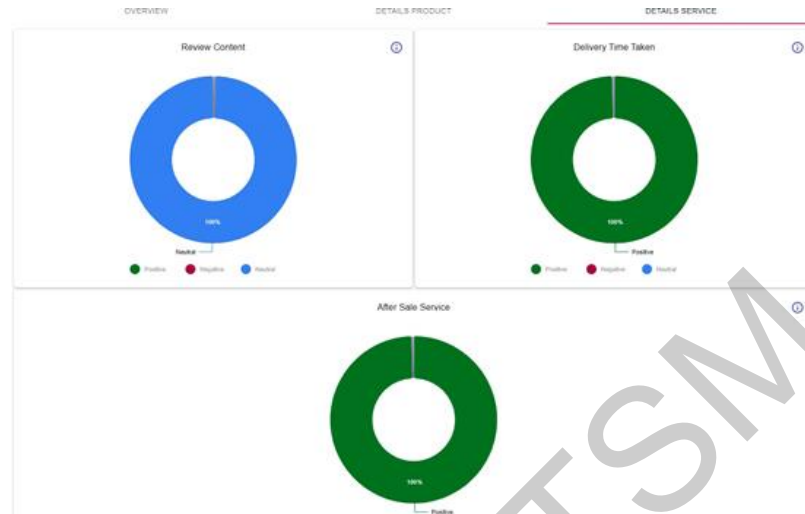 OVERVIEW
DETAILS PRODUCT
DETAILS SERVICE
Review Content
100%
Neutral
Positive
Negative
Neutral
Delivery Time Taken
100%
Positive
Positive
Negative
Neutral
After Sale Service
100%
Positive
TSM